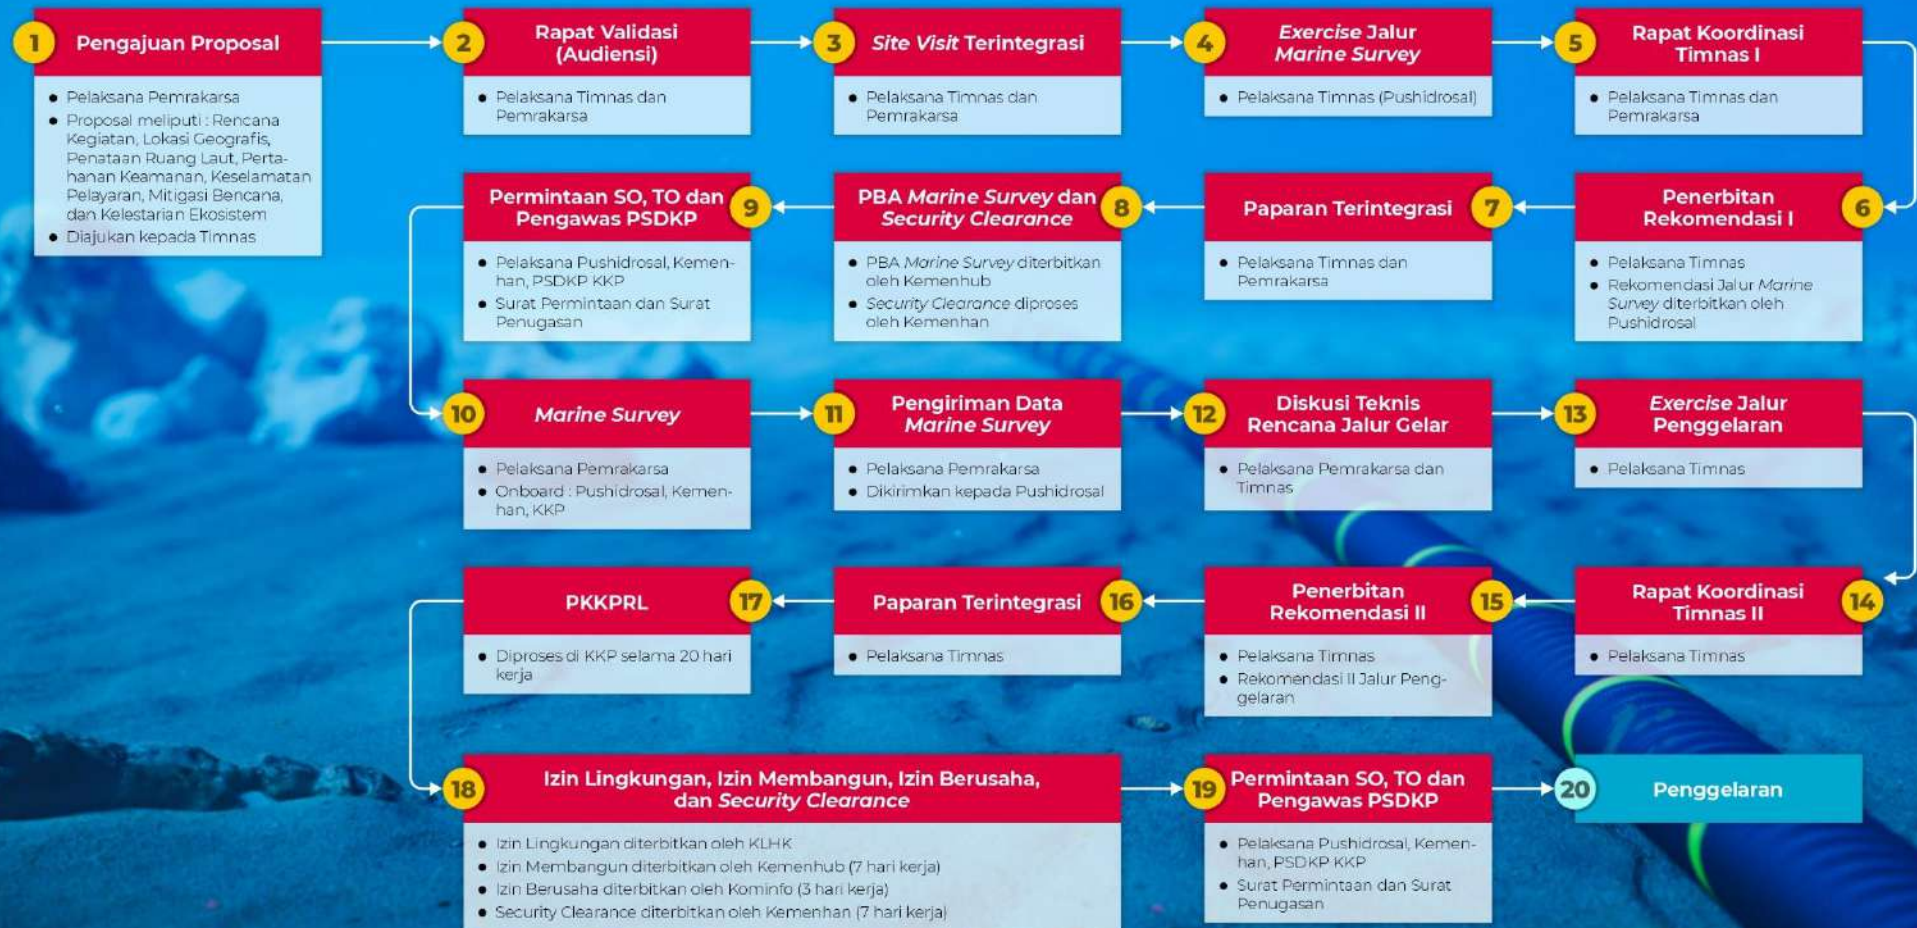 1
Pengajuan Proposal
● Pelaksana Pemrakarsa
● Proposal meliputi : Rencana
Kegiatan, Lokasi Geografis,
Penataan Ruang Laut, Perta-
hanan Keamanan, Keselamatan
Pelayaran, Mitigasi Bencana,
dan Kelestarian Ekosistem
● Diajukan kepada Timnas
2
Rapat Validasi
(Audiensi)
● Pelaksana Timnas dan
Pemrakarsa
3
Site Visit Terintegrasi
● Pelaksana Timnas dan
Pemrakarsa
4
Exercise Jalur
Marine Survey
● Pelaksana Timnas (Pushidrosal)
5
Rapat Koordinasi
Timnas I
● Pelaksana Timnas dan
Pemrakarsa
6
Penerbitan
Rekomendasi I
● Pelaksana Timnas
● Rekomendasi Jalur Marine
Survey diterbitkan oleh
Pushidrosal
7
Paparan Terintegrasi
● Pelaksana Timnas dan
Pemrakarsa
8
PBA Marine Survey dan
Security Clearance
● PBA Marine Survey diterbitkan
oleh Kemenhub
● Security Clearance diproses
oleh Kemenhan
9
Permintaan SO, TO dan
Pengawas PSDKP
● Pelaksana Pushidrosal, Kemen-
han, PSDKP KKP
● Surat Permintaan dan Surat
Penugasan
10
Marine Survey
● Pelaksana Pemrakarsa
● Onboard : Pushidrosal, Kemen-
han, KKP
11
Pengiriman Data
Marine Survey
● Pelaksana Pemrakarsa
● Dikirimkan kepada Pushidrosal
12
Diskusi Teknis
Rencana Jalur Gelar
● Pelaksana Pemrakarsa dan
Timnas
13
Exercise Jalur
Penggelaran
● Pelaksana Timnas
14
Rapat Koordinasi
Timnas II
● Pelaksana Timnas
15
Penerbitan
Rekomendasi II
● Pelaksana Timnas
● Rekomendasi II Jalur Peng-
gelaran
16
Paparan Terintegrasi
● Pelaksana Timnas
17
PKKPRL
● Diproses di KKP selama 20 hari
kerja
18
Izin Lingkungan, Izin Membangun, Izin Berusaha,
dan Security Clearance
● Izin Lingkungan diterbitkan oleh KLHK
● Izin Membangun diterbitkan oleh Kemenhub (7 hari kerja)
● Izin Berusaha diterbitkan oleh Kominfo (3 hari kerja)
● Security Clearance diterbitkan oleh Kemenhan (7 hari kerja)
19
Permintaan SO, TO dan
Pengawas PSDKP
● Pelaksana Pushidrosal, Kemen-
han, PSDKP KKP
● Surat Permintaan dan Surat
Penugasan
20
Penggelaran